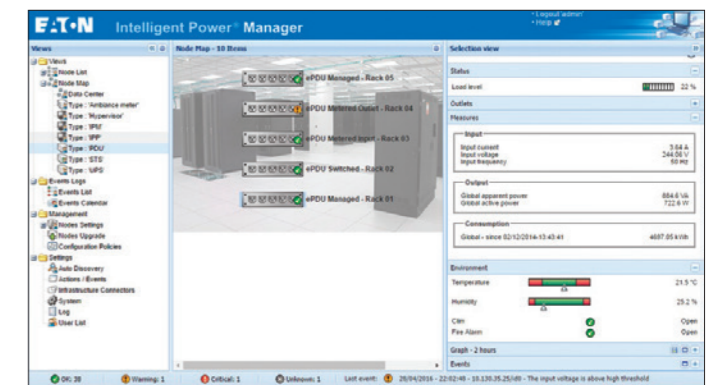 EATON Intelligent Power® Manager
Logout 'admin'
Help
Views
Node Map - 10 Items
Selection view
Views
Node List
Node Map
Data Center
Type : 'Ambiance meter'
Type : 'Hypervisor'
Type : 'IPM'
Type : 'IPP'
Type : 'PDU'
Type : 'STS'
Type : 'UPS'
Events Logs
Events List
Events Calendar
Management
Nodes Settings
Nodes Upgrade
Configuration Policies
Settings
Auto Discovery
Actions / Events
Infrastructure Connectors
System
Log
User List
ePDU Managed - Rack 05
ePDU Metered Outlet - Rack 04
ePDU Metered Input - Rack 03
ePDU Switched - Rack 02
ePDU Managed - Rack 01
Status
Load level 22 %
Outlets
Measures
Input
Input current 3.64 A
Input voltage 244.06 V
Input frequency 50 Hz
Output
Global apparent power 884.6 VA
Global active power 722.6 W
Consumption
Global - since 02/12/2014-13:43:41 4687.05 kWh
Environment
Temperature 21.5 °C
Humidity 25.2 %
Clim Open
Fire Alarm Open
Graph - 2 hours
Events
OK: 38 Warning: 1 Critical: 1 Unknown: 1 Last event: 28/04/2016 - 22:02:48 - 10.130.35.25/id0 - The input voltage is above high threshold